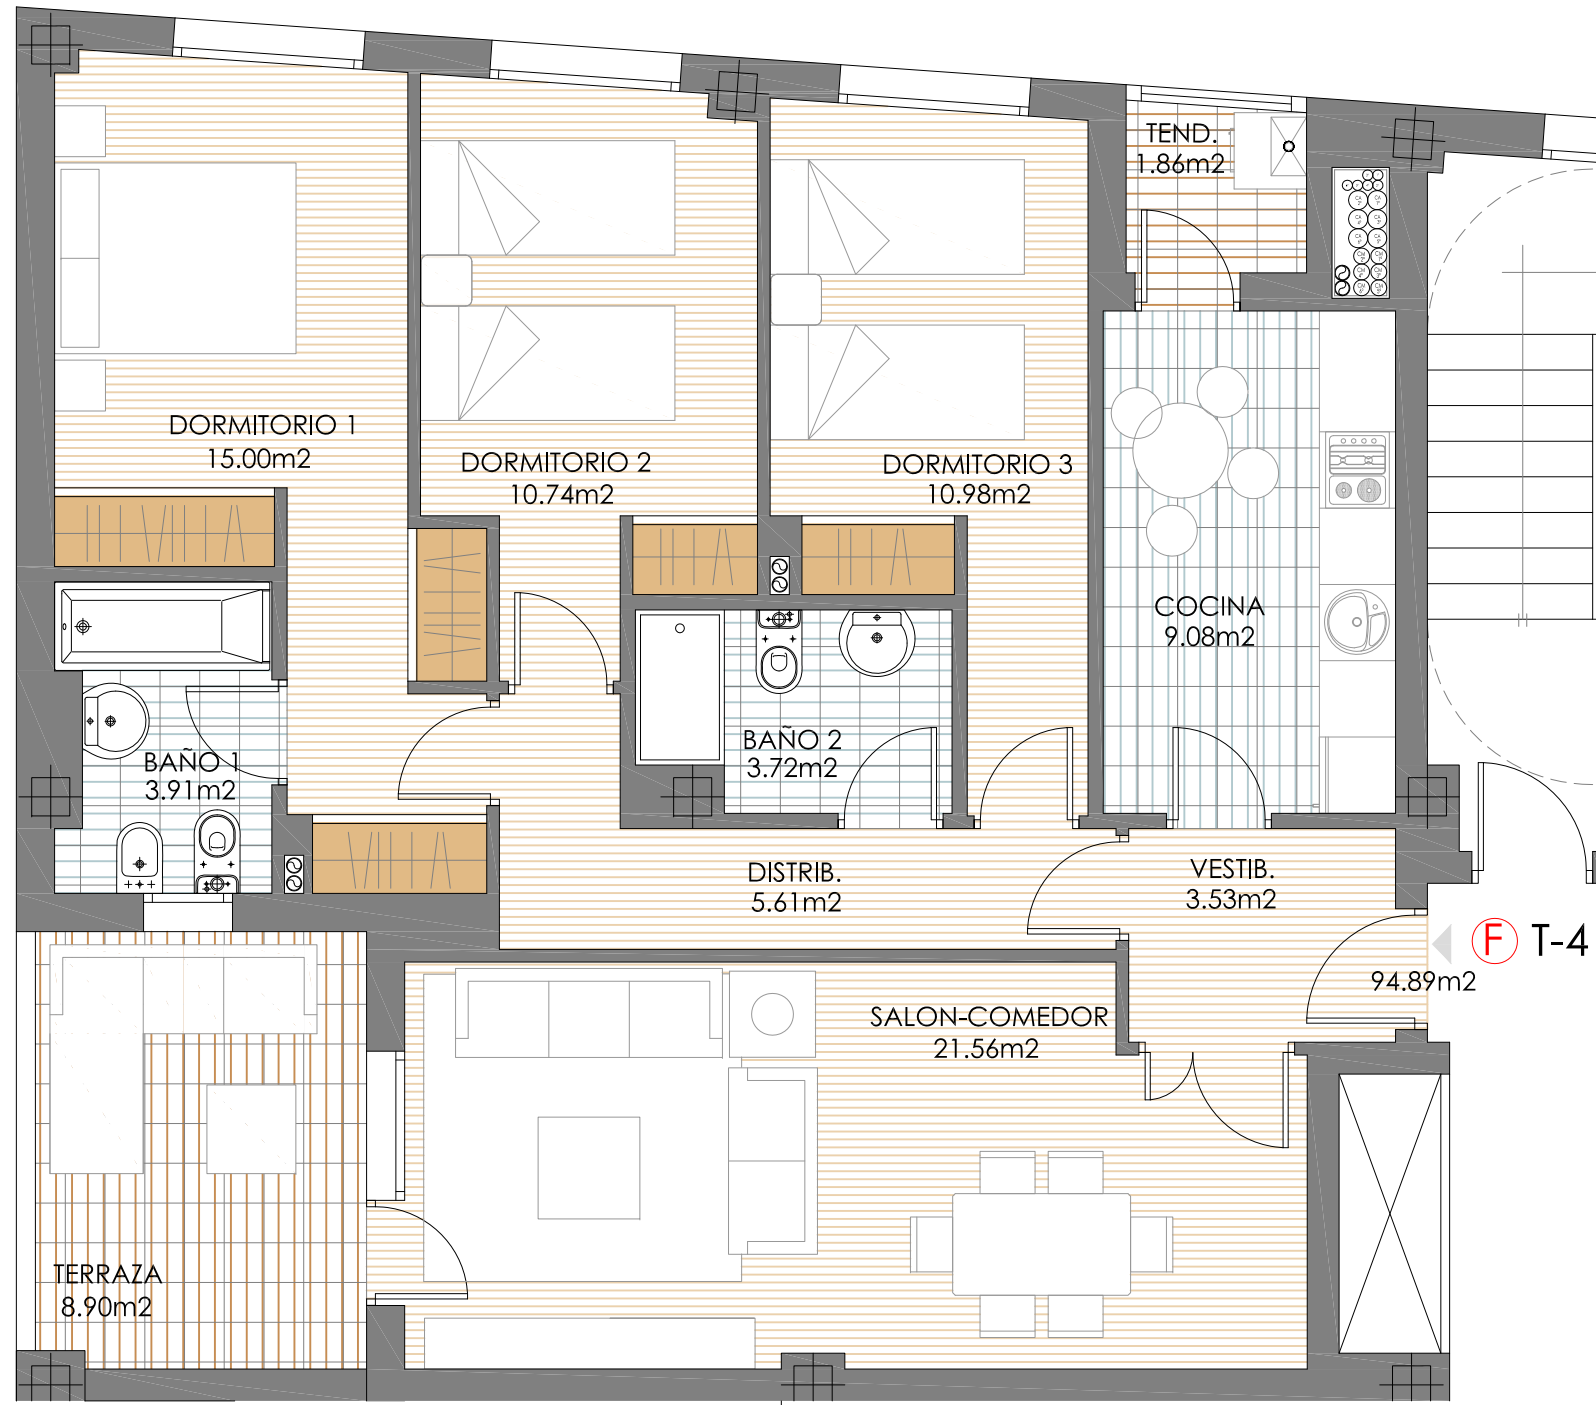 TEND.
1.86m2
DORMITORIO 1
15.00m2
DORMITORIO 2
10.74m2
DORMITORIO 3
10.98m2
COCINA
9.08m2
BAÑO 1
3.91m2
BAÑO 2
3.72m2
DISTRIB.
5.61m2
VESTIB.
3.53m2
F T-4
94.89m2
SALON-COMEDOR
21.56m2
TERRAZA
8.90m2